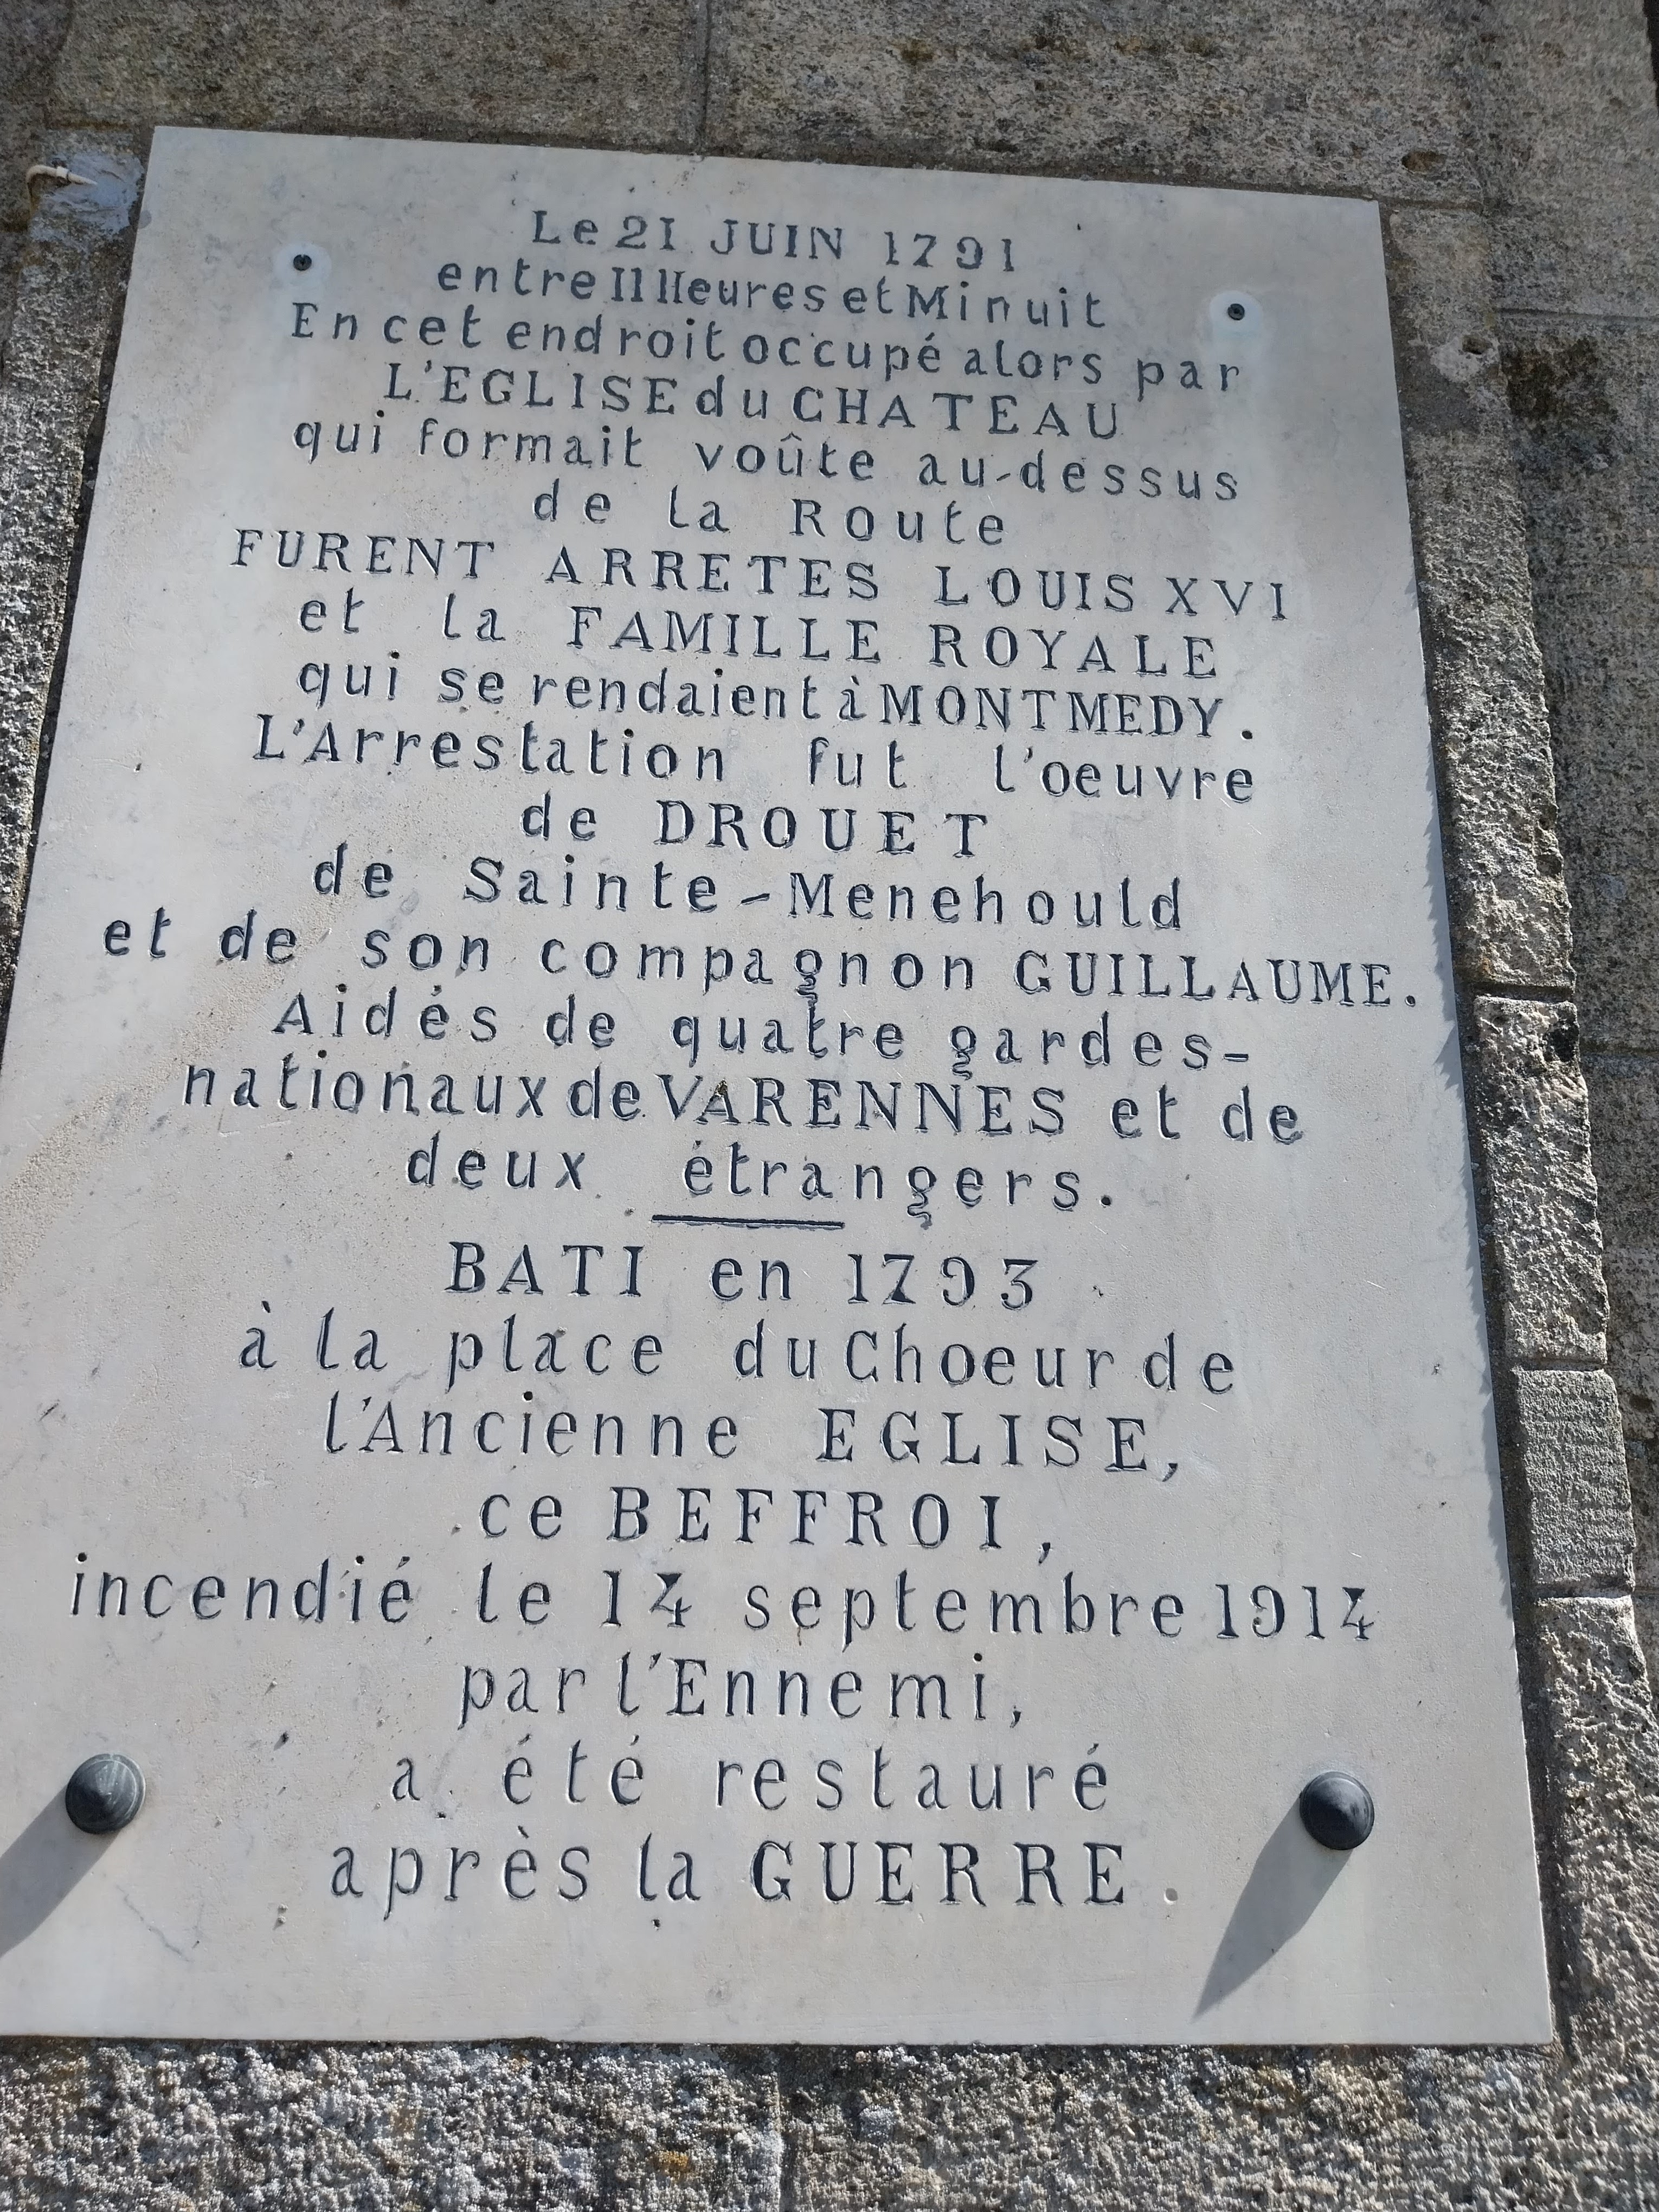 Le 21 JUIN 1791
entre 11 Heures et Minuit
En cet endroit occupé alors par
L'EGLISE du CHATEAU
qui formait voûte au-dessus
de la Route
FURENT ARRETES LOUIS XVI
et la FAMILLE ROYALE
qui se rendaient à MONTMEDY.
L'Arrestation fut l'oeuvre
de DROUET
de Sainte-Menehould
et de son compagnon GUILLAUME.
Aidés de quatre gardes-
nationaux de VARENNES et de
deux étrangers.
BATI en 1793
à la place du Choeur de
l'Ancienne EGLISE,
ce BEFFROI,
incendié le 14 septembre 1914
par l'Ennemi,
a été restauré
après la GUERRE.